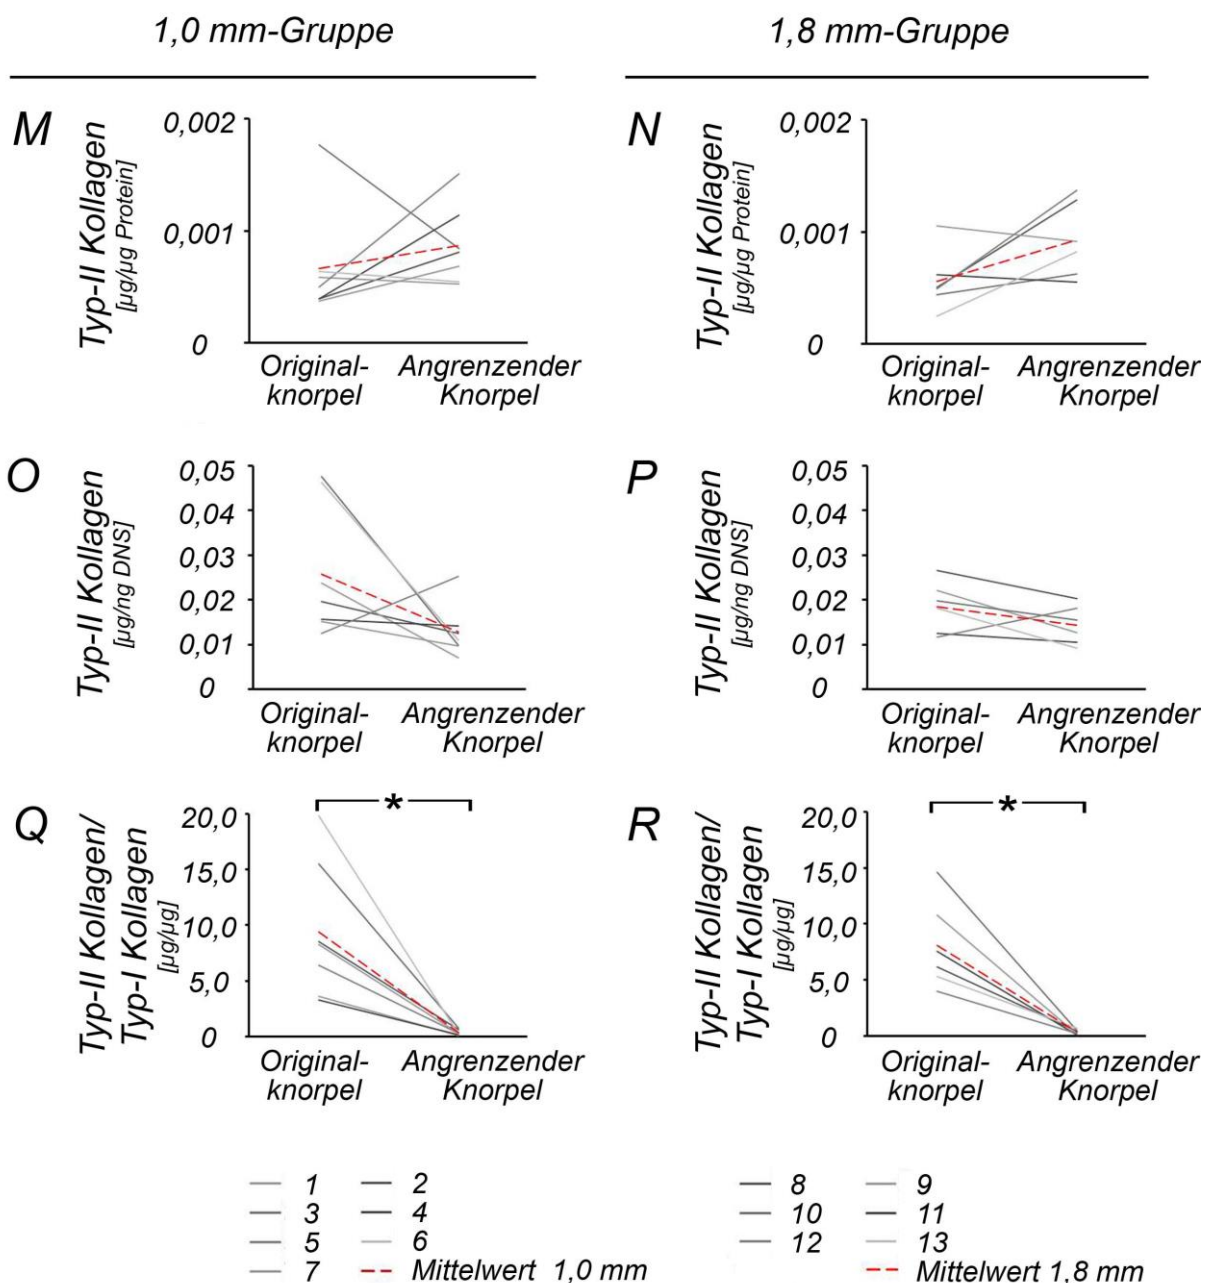 1,0 mm-Gruppe
1,8 mm-Gruppe
M
Typ-II Kollagen
[µg/µg Protein]
0,002
0,001
0
Original-
knorpel
Angrenzender
Knorpel
N
Typ-II Kollagen
[µg/µg Protein]
0,002
0,001
0
Original-
knorpel
Angrenzender
Knorpel
O
Typ-II Kollagen
[µg/ng DNS]
0,05
0,04
0,03
0,02
0,01
0
Original-
knorpel
Angrenzender
Knorpel
P
Typ-II Kollagen
[µg/ng DNS]
0,05
0,04
0,03
0,02
0,01
0
Original-
knorpel
Angrenzender
Knorpel
Q
Typ-II Kollagen/
Typ-I Kollagen
[µg/µg]
20,0
15,0
10,0
5,0
0
*
Original-
knorpel
Angrenzender
Knorpel
R
Typ-II Kollagen/
Typ-I Kollagen
[µg/µg]
20,0
15,0
10,0
5,0
0
*
Original-
knorpel
Angrenzender
Knorpel
1
2
3
4
5
6
7
Mittelwert 1,0 mm
8
9
10
11
12
13
Mittelwert 1,8 mm